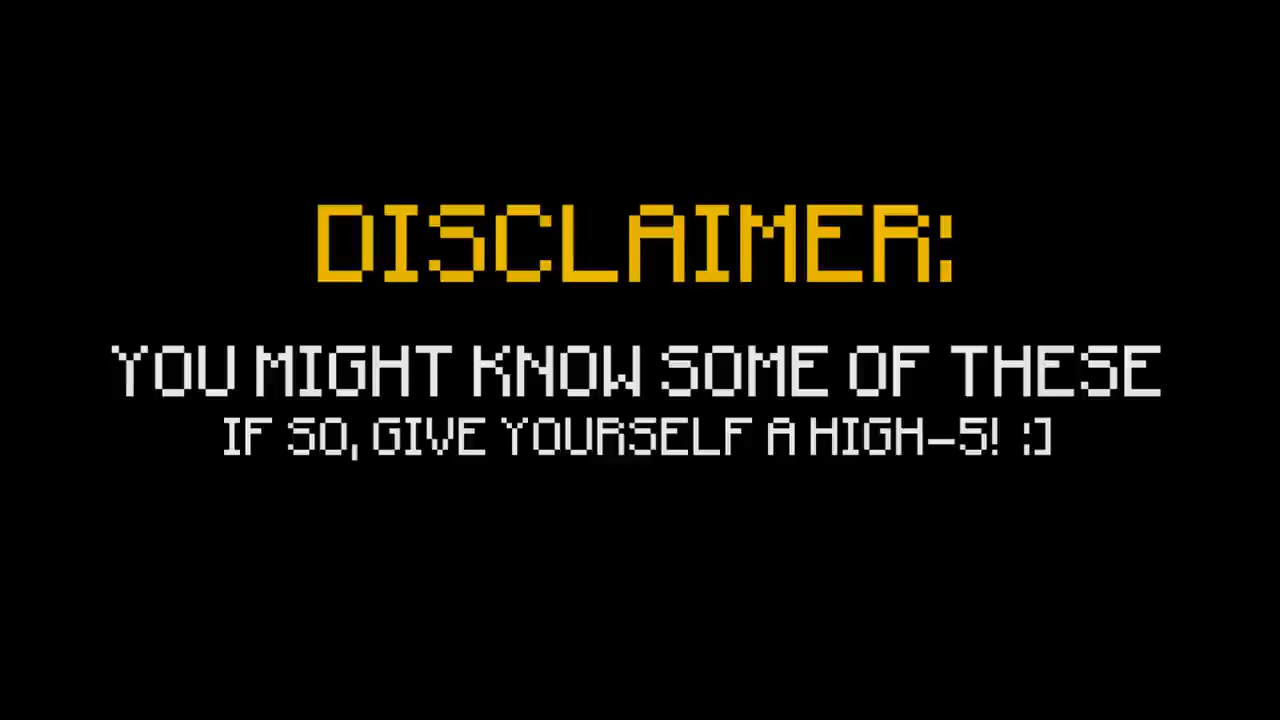 DISCLAIMER:
YOU MIGHT KNOW SOME OF THESE
IF SO, GIVE YOURSELF A HIGH-5! :]